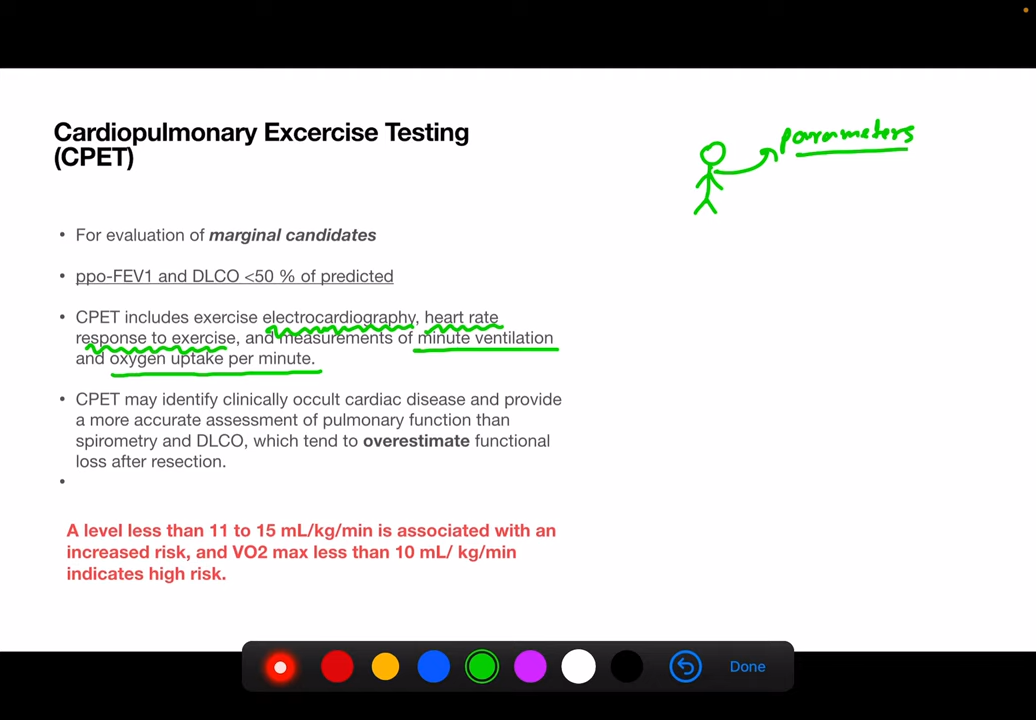 Cardiopulmonary Excercise Testing
(CPET)
parameters
• For evaluation of marginal candidates
• ppo-FEV1 and DLCO <50 % of predicted
• CPET includes exercise electrocardiography, heart rate
response to exercise, and measurements of minute ventilation
and oxygen uptake per minute.
• CPET may identify clinically occult cardiac disease and provide
a more accurate assessment of pulmonary function than
spirometry and DLCO, which tend to overestimate functional
loss after resection.
•
A level less than 11 to 15 mL/kg/min is associated with an
increased risk, and VO2 max less than 10 mL/ kg/min
indicates high risk.
Done